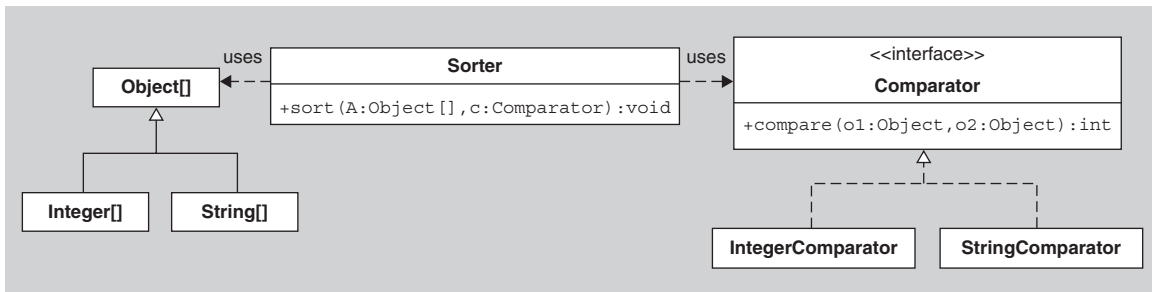 uses
Object[]
Integer[]
String[]
Sorter
+sort(A:Object[],c:Comparator):void
uses
<<interface>>
Comparator
+compare(o1:Object,o2:Object):int
IntegerComparator
StringComparator